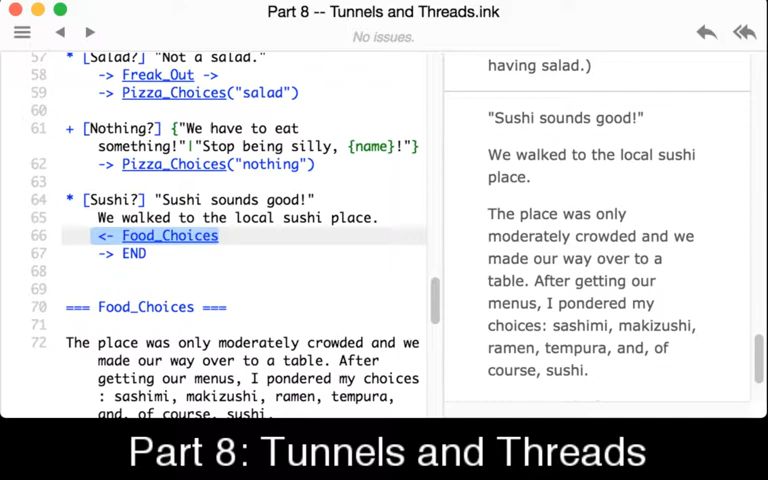 Part 8 -- Tunnels and Threads.ink
No issues.
57 * [Salad?] "Not a salad."
58 -> Freak_Out ->
59 -> Pizza_Choices("salad")
60
61 + [Nothing?] {"We have to eat
something!"|"Stop being silly, {name}!"}
62 -> Pizza_Choices("nothing")
63
64 * [Sushi?] "Sushi sounds good!"
65 We walked to the local sushi place.
66 <- Food_Choices
67 -> END
68
69
70 === Food_Choices ===
71
72 The place was only moderately crowded and we
made our way over to a table. After
getting our menus, I pondered my choices
: sashimi, makizushi, ramen, tempura,
and, of course, sushi.
having salad.)
"Sushi sounds good!"
We walked to the local sushi
place.
The place was only
moderately crowded and we
made our way over to a
table. After getting our
menus, I pondered my
choices: sashimi, makizushi,
ramen, tempura, and, of
course, sushi.
Part 8: Tunnels and Threads